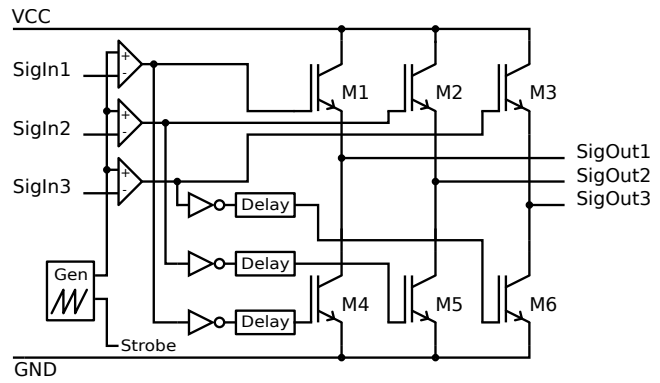 VCC
+
-
SigIn1
M1
M2
M3
+
-
SigIn2
+
-
SigIn3
SigOut1
SigOut2
SigOut3
Delay
Gen
Delay
M4
M5
M6
Delay
Strobe
GND